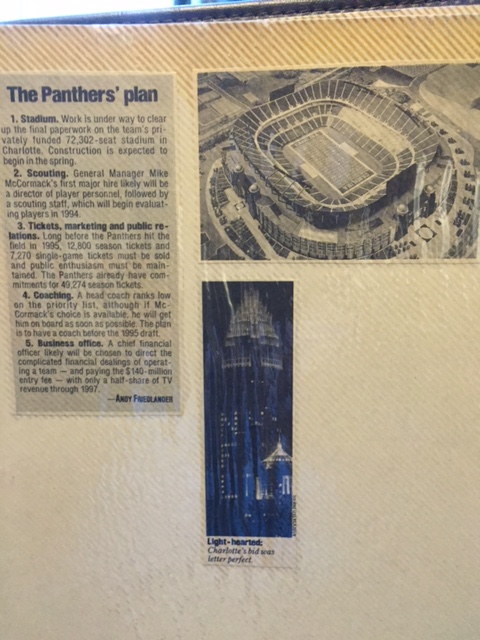 The Panthers' plan
1. Stadium. Work is under way to clear
up the final paperwork on the team's pri-
vately funded 72,302-seat stadium in
Charlotte. Construction is expected to
begin in the spring.
2. Scouting. General Manager Mike
McCormack's first major hire likely will be
a director of player personnel, followed by
a scouting staff, which will begin evaluat-
ing players in 1994.
3. Tickets, marketing and public re-
lations. Long before the Panthers hit the
field in 1995, 12,800 season tickets and
7,270 single-game tickets must be sold
and public enthusiasm must be main-
tained. The Panthers already have com-
mitments for 49,274 season tickets.
4. Coaching. A head coach ranks low
on the priority list, although if Mc-
Cormack's choice is available, he will get
him on board as soon as possible. The plan
is to have a coach before the 1995 draft.
5. Business office. A chief financial
officer likely will be chosen to direct the
complicated financial dealings of operat-
ing a team — and paying the $140-million
entry fee — with only a half-share of TV
revenue through 1997.
—ANDY FRIEDLANDER
Light-hearted:
Charlotte's bid was
letter perfect.